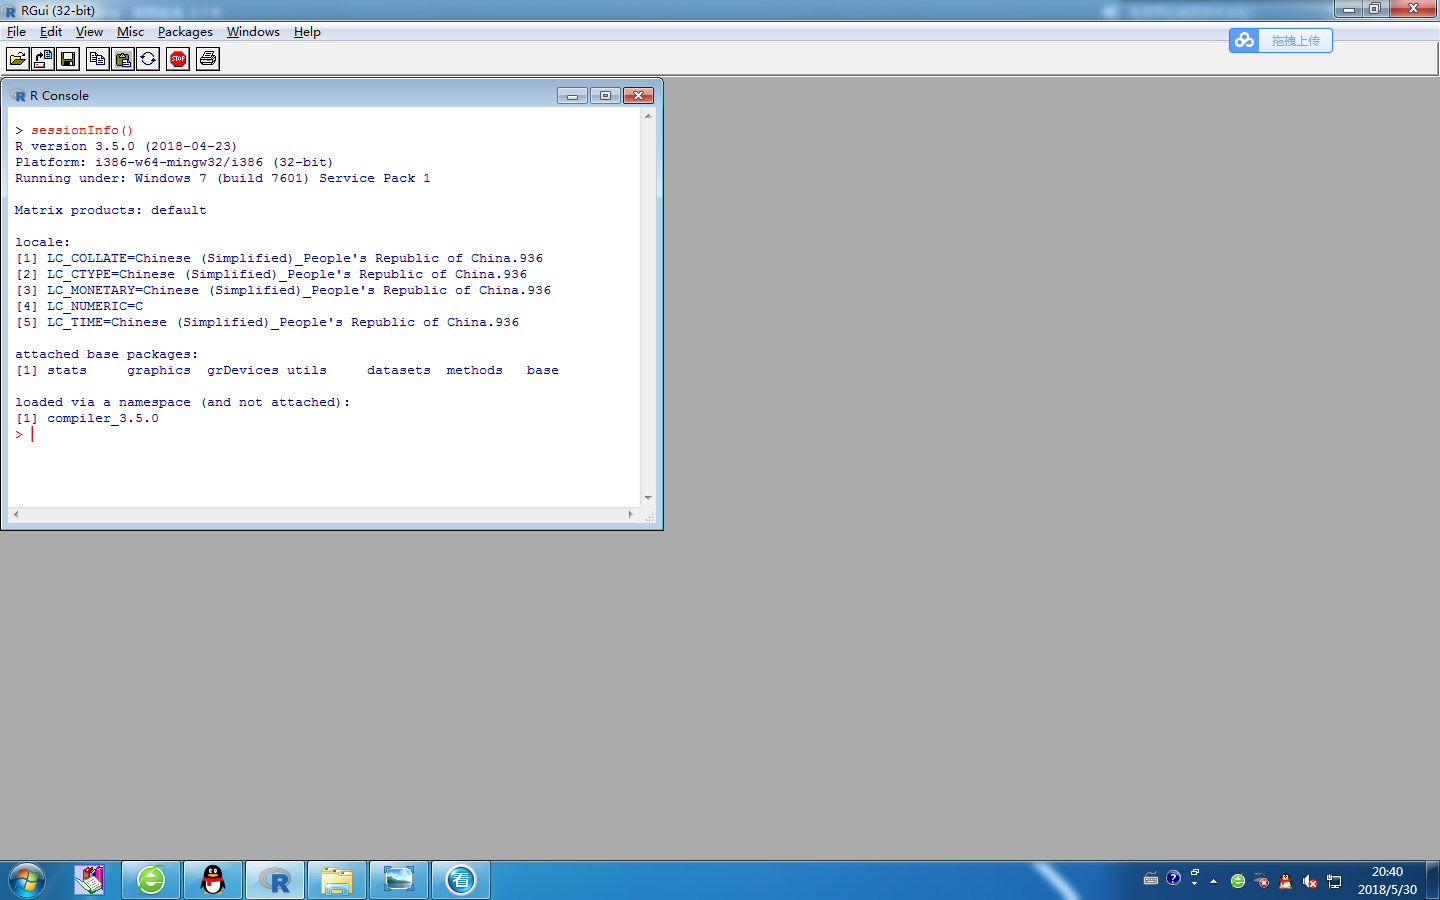 RGui (32-bit)
File Edit View Misc Packages Windows Help
拖拽上传
STOP
R Console
> sessionInfo()
R version 3.5.0 (2018-04-23)
Platform: i386-w64-mingw32/i386 (32-bit)
Running under: Windows 7 (build 7601) Service Pack 1
Matrix products: default
locale:
[1] LC_COLLATE=Chinese (Simplified)_People's Republic of China.936
[2] LC_CTYPE=Chinese (Simplified)_People's Republic of China.936
[3] LC_MONETARY=Chinese (Simplified)_People's Republic of China.936
[4] LC_NUMERIC=C
[5] LC_TIME=Chinese (Simplified)_People's Republic of China.936
attached base packages:
[1] stats     graphics  grDevices utils     datasets  methods   base
loaded via a namespace (and not attached):
[1] compiler_3.5.0
>
看
20:40
2018/5/30